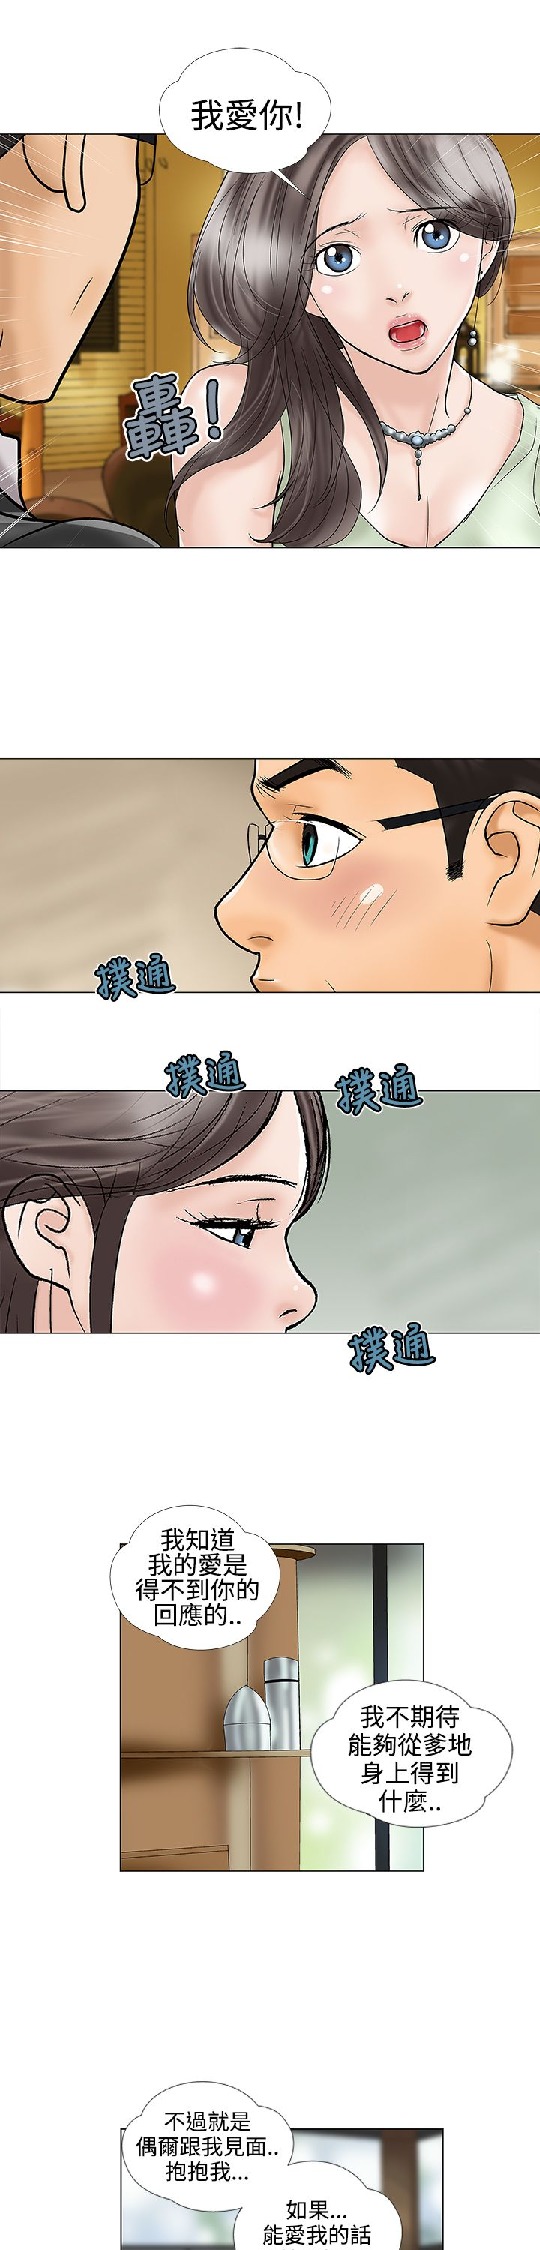 我愛你!
轟轟!
撲通
撲通
撲通
撲通
我知道
我的愛是
得不到你的
回應的..
我不期待
能夠從爹地
身上得到
什麼..
不過就是
偶爾跟我見面..
抱抱我...
如果...
能愛我的話